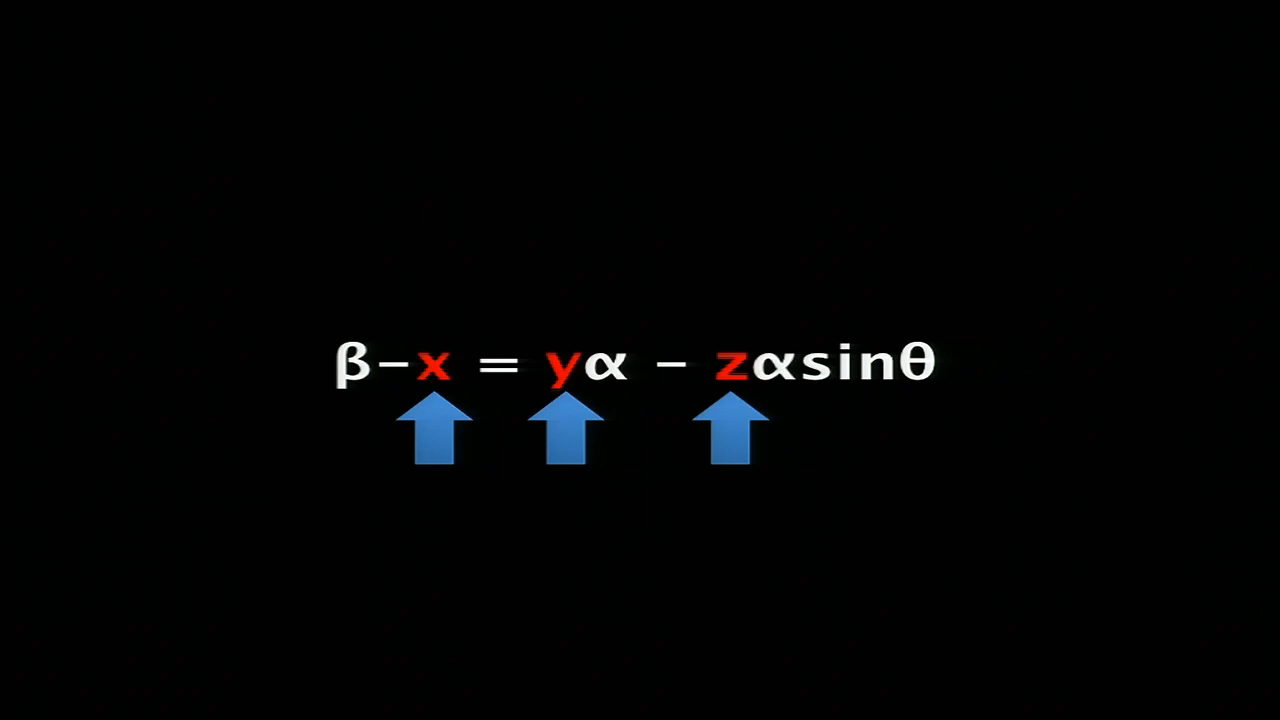 β–x = yα – zαsinθ